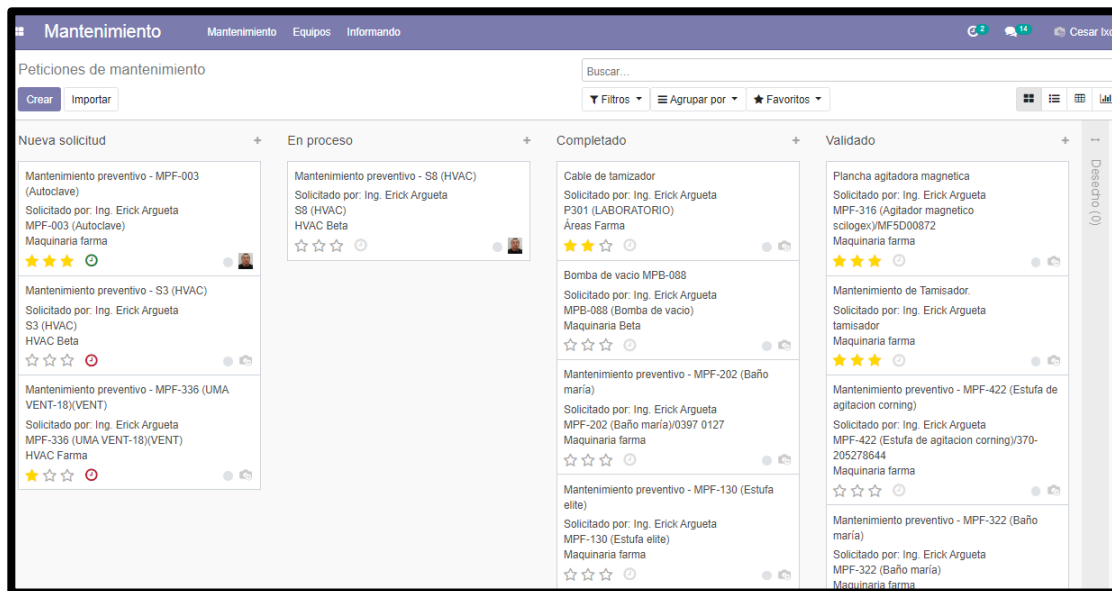 Mantenimiento
Mantenimiento Equipos Informando
2 14 Cesar
Peticiones de mantenimiento
Buscar...
Crear Importar
Filtros Agrupar por Favoritos
Nueva solicitud +
Mantenimiento preventivo - MPF-003
(Autoclave)
Solicitado por: Ing. Erick Argueta
MPF-003 (Autoclave)
Maquinaria farma
Mantenimiento preventivo - S3 (HVAC)
Solicitado por: Ing. Erick Argueta
S3 (HVAC)
HVAC Beta
Mantenimiento preventivo - MPF-336 (UMA
VENT-18)(VENT)
Solicitado por: Ing. Erick Argueta
MPF-336 (UMA VENT-18)(VENT)
HVAC Farma
En proceso +
Mantenimiento preventivo - S8 (HVAC)
Solicitado por: Ing. Erick Argueta
S8 (HVAC)
HVAC Beta
Completado +
Cable de tamizador
Solicitado por: Ing. Erick Argueta
P301 (LABORATORIO)
Áreas Farma
Bomba de vacio MPB-088
Solicitado por: Ing. Erick Argueta
MPB-088 (Bomba de vacio)
Maquinaria Beta
Mantenimiento preventivo - MPF-202 (Baño
maría)
Solicitado por: Ing. Erick Argueta
MPF-202 (Baño maría)/0397 0127
Maquinaria farma
Mantenimiento preventivo - MPF-130 (Estufa
elite)
Solicitado por: Ing. Erick Argueta
MPF-130 (Estufa elite)
Maquinaria farma
Validado +
Plancha agitadora magnetica
Solicitado por: Ing. Erick Argueta
MPF-316 (Agitador magnetico
scilogex)/MF5D00872
Maquinaria farma
Mantenimiento de Tamisador.
Solicitado por: Ing. Erick Argueta
tamisador
Maquinaria farma
Mantenimiento preventivo - MPF-422 (Estufa de
agitacion corning)
Solicitado por: Ing. Erick Argueta
MPF-422 (Estufa de agitacion corning)/370-
205278644
Maquinaria farma
Mantenimiento preventivo - MPF-322 (Baño
maría)
Solicitado por: Ing. Erick Argueta
MPF-322 (Baño maría)
Maquinaria farma
Desecho (0)